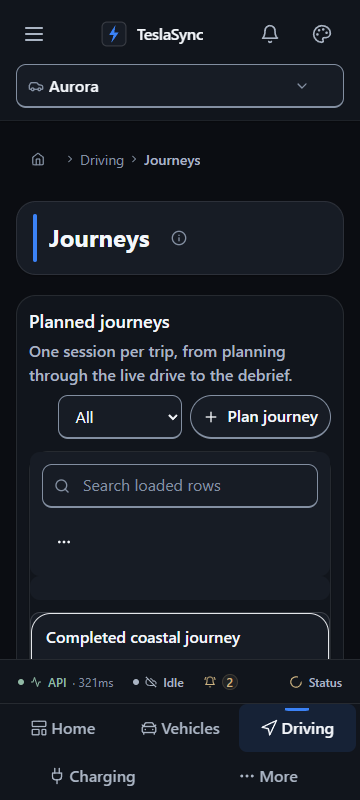 TeslaSync
Aurora
Driving
Journeys
Journeys
Planned journeys
One session per trip, from planning
through the live drive to the debrief.
All
Plan journey
Search loaded rows
...
Completed coastal journey
API · 321ms
Idle
2
Status
Home
Vehicles
Driving
Charging
More